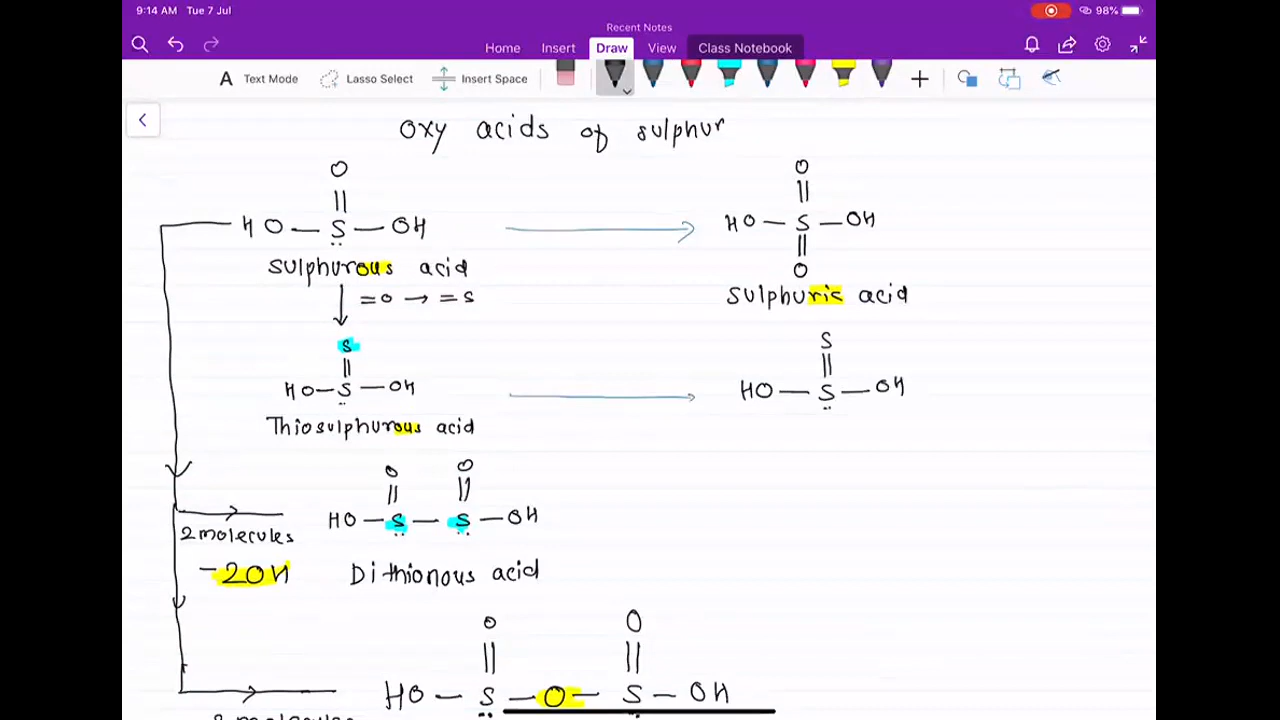 9:14 AM Tue 7 Jul
98%
Recent Notes
Home Insert Draw View Class Notebook
Text Mode Lasso Select Insert Space
Oxy acids of sulphur
O
||
HO — S — OH
Sulphurous acid
O
||
HO — S — OH
||
O
Sulphuric acid
=O → =S
S
||
HO — S — OH
Thiosulphurous acid
S
||
HO — S — OH
O O
|| ||
HO — S — S — OH
2 molecules
-2OH
Dithionous acid
O O
|| ||
HO — S — O — S — OH